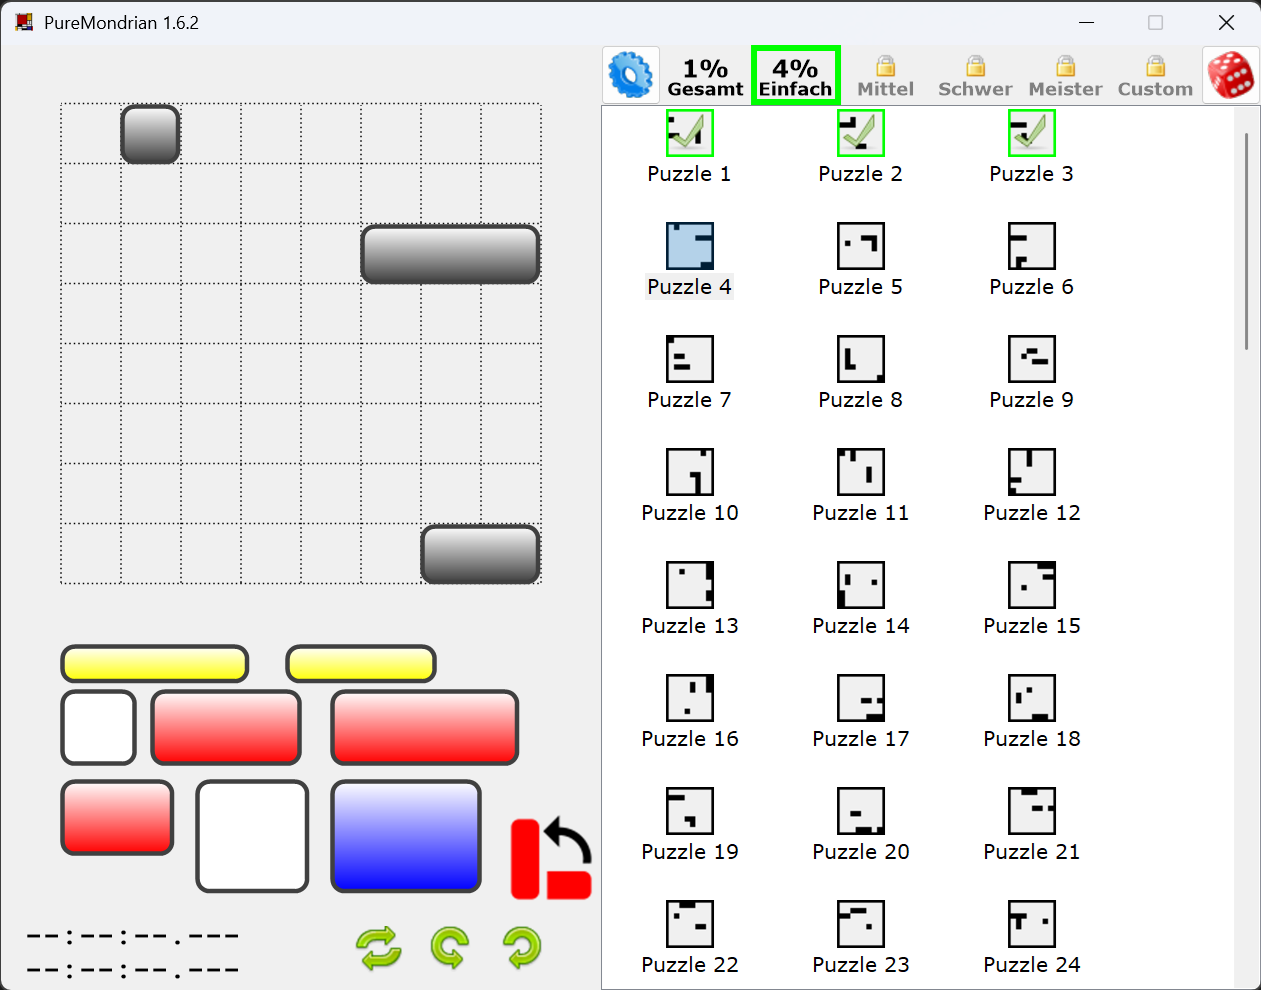 PureMondrian 1.6.2
1% 4%
Gesamt Einfach Mittel Schwer Meister Custom
Puzzle 1 Puzzle 2 Puzzle 3
Puzzle 4 Puzzle 5 Puzzle 6
Puzzle 7 Puzzle 8 Puzzle 9
Puzzle 10 Puzzle 11 Puzzle 12
Puzzle 13 Puzzle 14 Puzzle 15
Puzzle 16 Puzzle 17 Puzzle 18
Puzzle 19 Puzzle 20 Puzzle 21
Puzzle 22 Puzzle 23 Puzzle 24
--:--:--.---
--:--:--.---